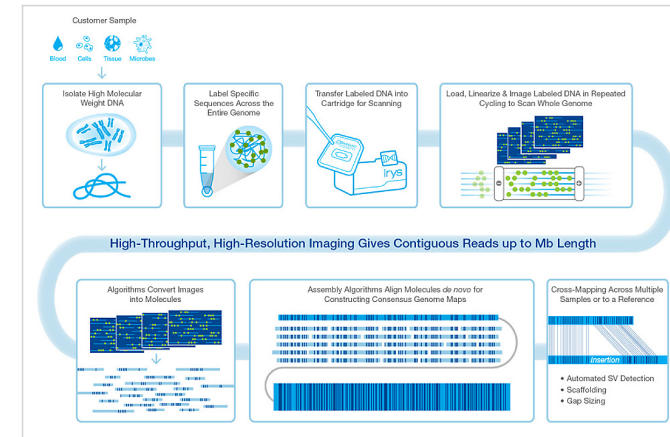 Customer Sample
Blood Cells Tissue Microbes
Isolate High Molecular
Weight DNA
Label Specific
Sequences Across the
Entire Genome
Transfer Labeled DNA into
Cartridge for Scanning
irys
Load, Linearize & Image Labeled DNA in Repeated
Cycling to Scan Whole Genome
High-Throughput, High-Resolution Imaging Gives Contiguous Reads up to Mb Length
Algorithms Convert Images
into Molecules
Assembly Algorithms Align Molecules de novo for
Constructing Consensus Genome Maps
Cross-Mapping Across Multiple
Samples or to a Reference
Insertion
• Automated SV Detection
• Scaffolding
• Gap Sizing